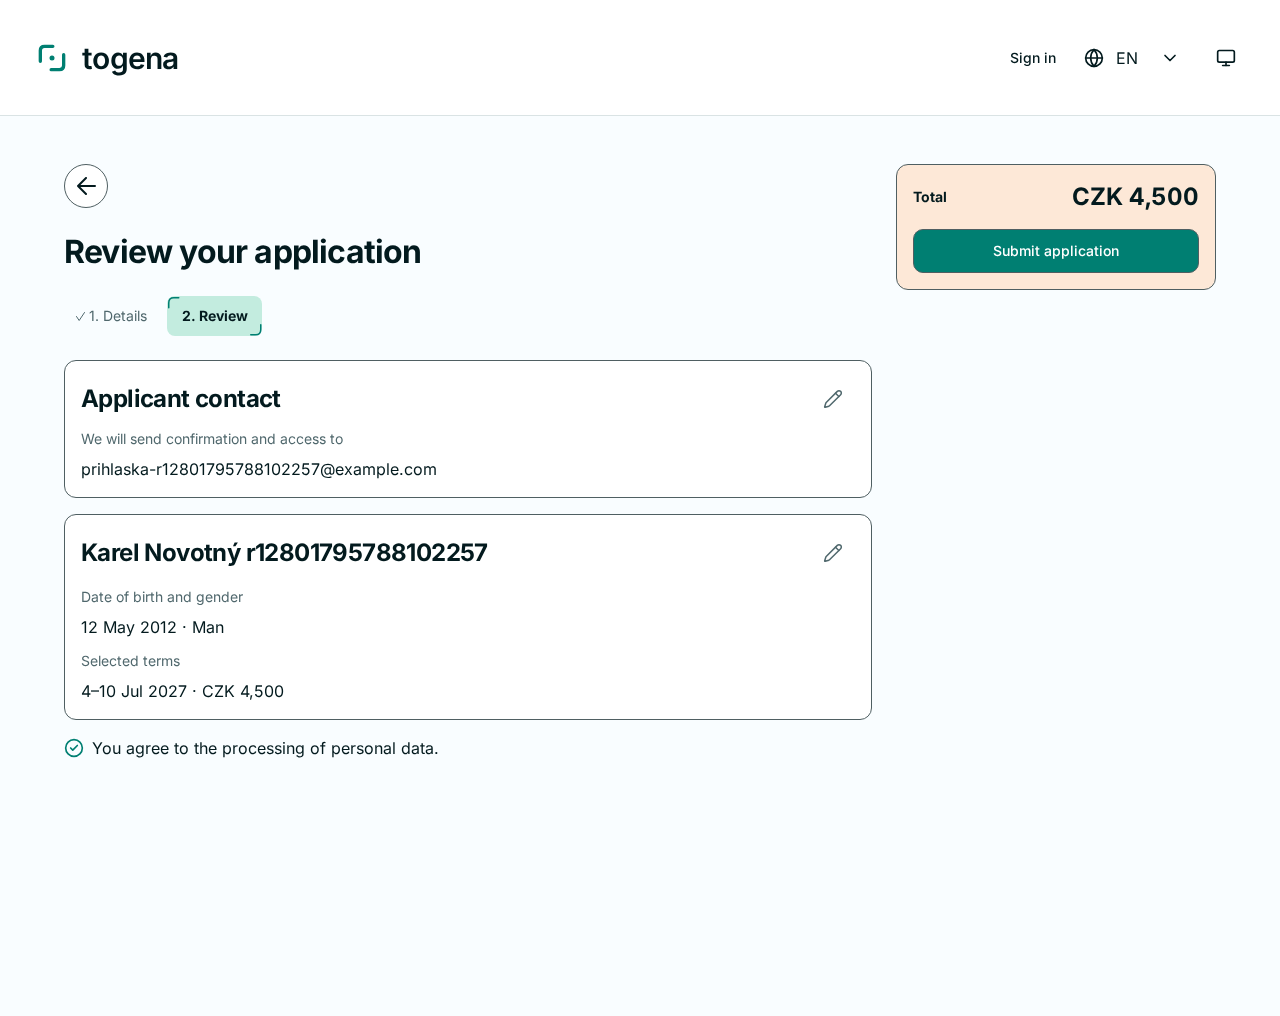 togena
Sign in
EN
Review your application
1. Details
2. Review
Applicant contact
We will send confirmation and access to
prihlaska-r12801795788102257@example.com
Karel Novotný r12801795788102257
Date of birth and gender
12 May 2012 · Man
Selected terms
4–10 Jul 2027 · CZK 4,500
You agree to the processing of personal data.
Total
CZK 4,500
Submit application